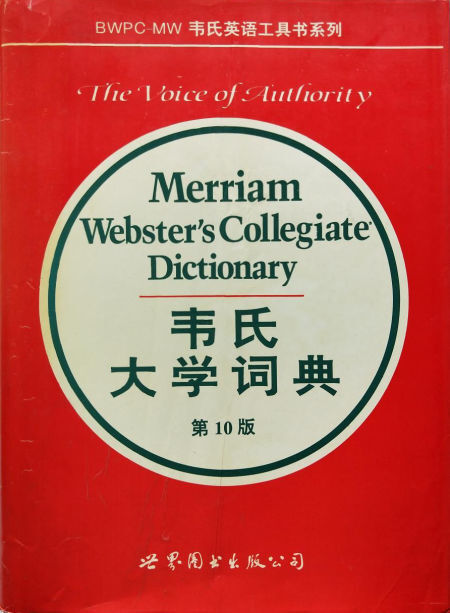 BWPC-MW 韦氏英语工具书系列
The Voice of Authority
Merriam
Webster's Collegiate
Dictionary
韦氏
大学词典
第10版
世界图书出版公司